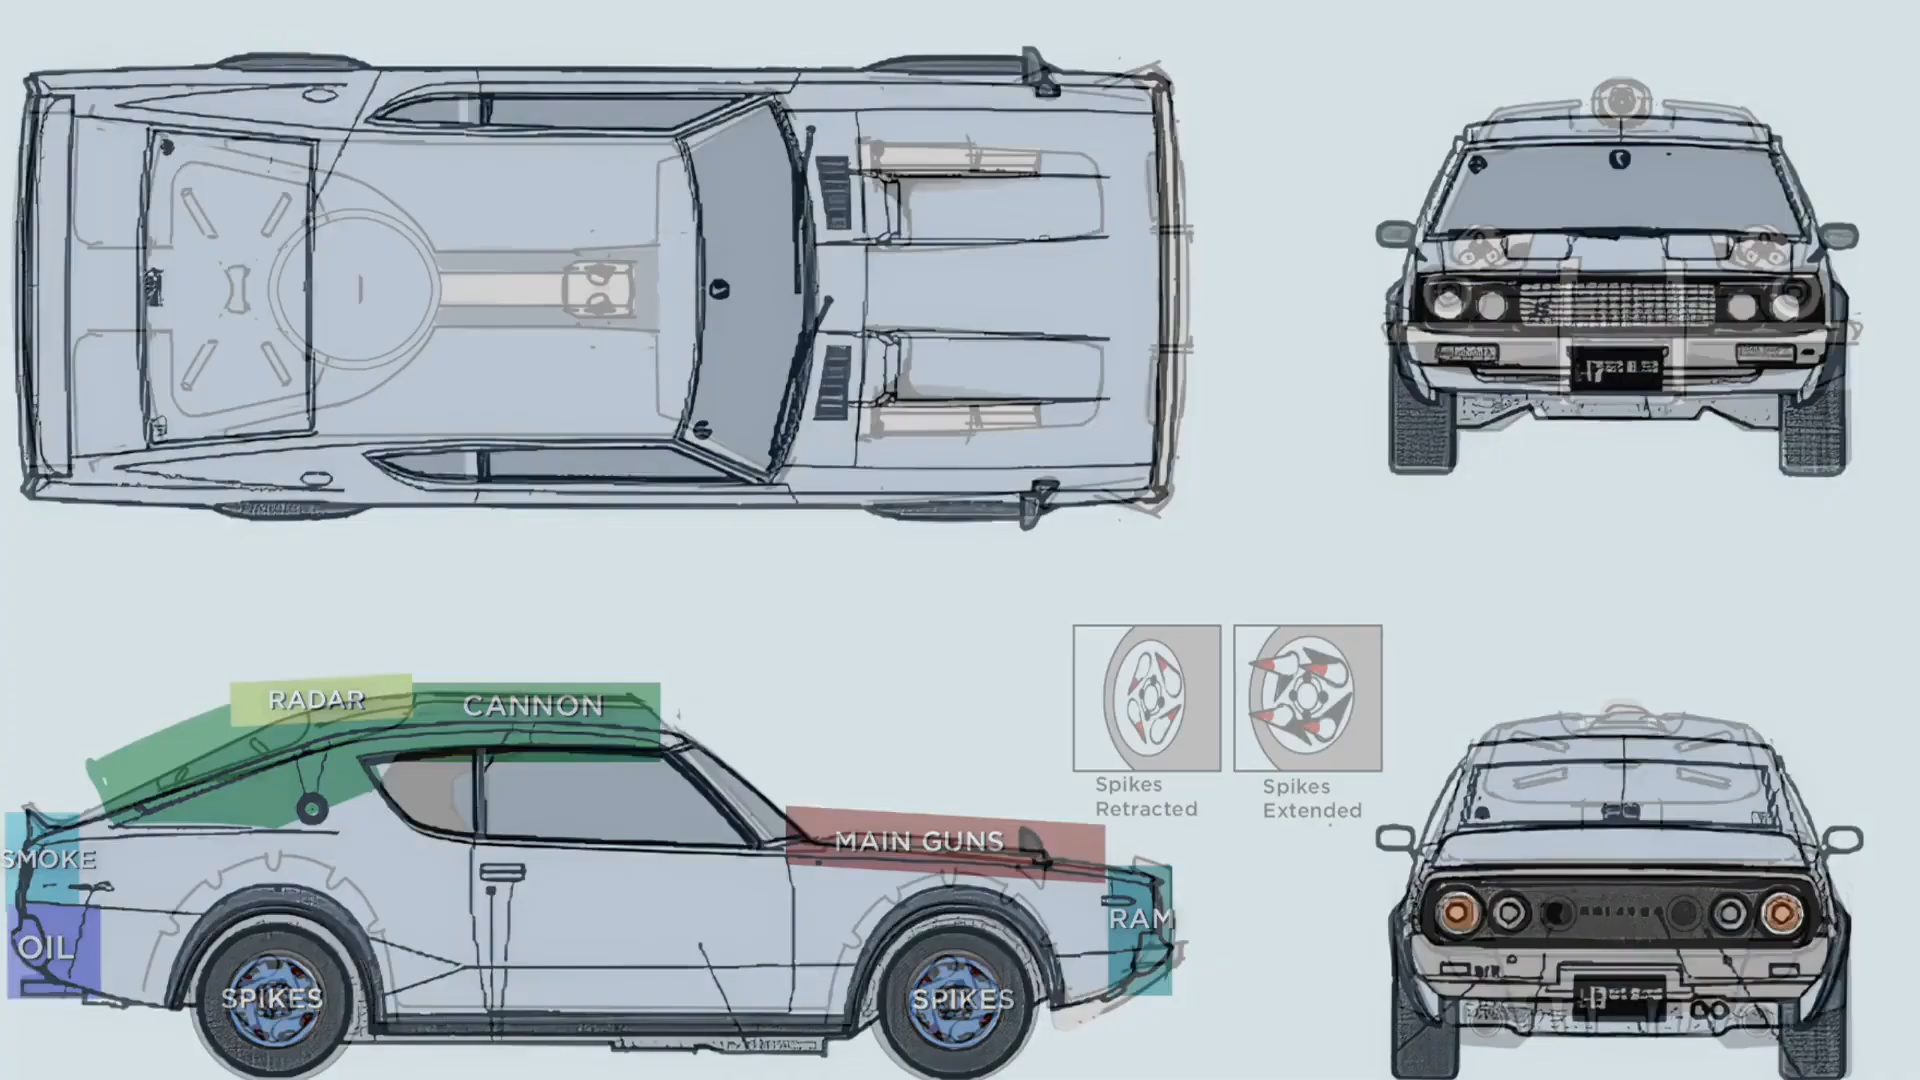 RADAR
CANNON
Spikes
Retracted
Spikes
Extended
MAIN GUNS
SMOKE
RAM
OIL
SPIKES
SPIKES